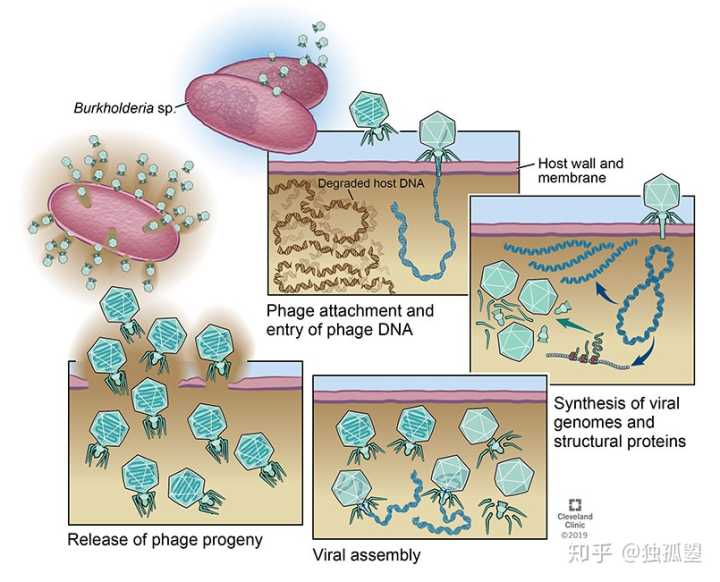 Burkholderia sp.
Degraded host DNA
Host wall and
membrane
Phage attachment and
entry of phage DNA
Synthesis of viral
genomes and
structural proteins
Release of phage progeny
Viral assembly
Cleveland
Clinic
©2019
知乎 @独孤曌